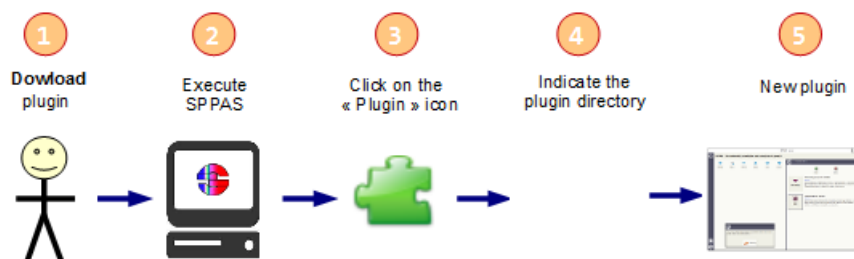 1
Dowload
plugin
2
Execute
SPPAS
3
Click on the
« Plugin » icon
4
Indicate the
plugin directory
5
New plugin